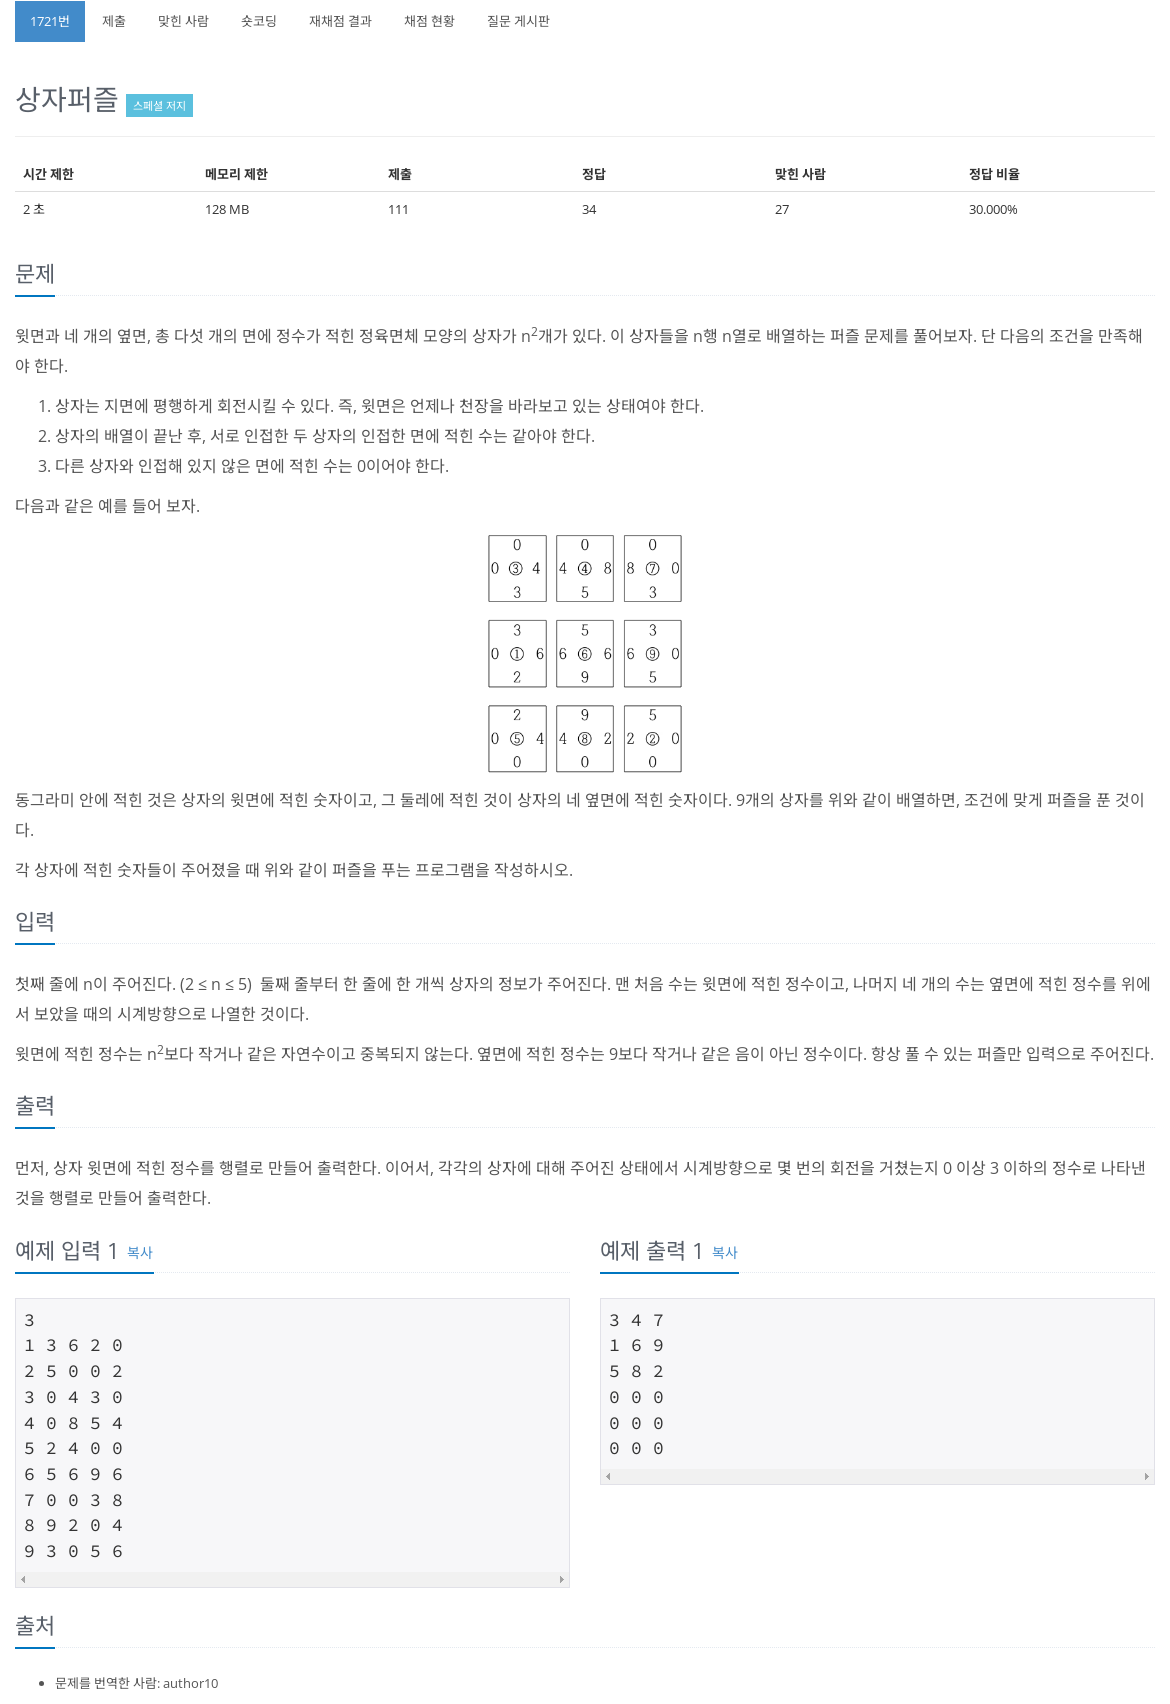 1721번 제출 맞힌 사람 숏코딩 재채점 결과 채점 현황 질문 게시판
상자퍼즐 스페셜 저지
시간 제한 메모리 제한 제출 정답 맞힌 사람 정답 비율
2 초 128 MB 111 34 27 30.000%
문제
윗면과 네 개의 옆면, 총 다섯 개의 면에 정수가 적힌 정육면체 모양의 상자가 n²개가 있다. 이 상자들을 n행 n열로 배열하는 퍼즐 문제를 풀어보자. 단 다음의 조건을 만족해
야 한다.
1. 상자는 지면에 평행하게 회전시킬 수 있다. 즉, 윗면은 언제나 천장을 바라보고 있는 상태여야 한다.
2. 상자의 배열이 끝난 후, 서로 인접한 두 상자의 인접한 면에 적힌 수는 같아야 한다.
3. 다른 상자와 인접해 있지 않은 면에 적힌 수는 0이어야 한다.
다음과 같은 예를 들어 보자.
0 0 0
0 ③ 4 4 ④ 8 8 ⑦ 0
3 5 3
3 5 3
0 ① 6 6 ⑥ 6 6 ⑨ 0
2 9 5
2 9 5
0 ⑤ 4 4 ⑧ 2 2 ② 0
0 0 0
동그라미 안에 적힌 것은 상자의 윗면에 적힌 숫자이고, 그 둘레에 적힌 것이 상자의 네 옆면에 적힌 숫자이다. 9개의 상자를 위와 같이 배열하면, 조건에 맞게 퍼즐을 푼 것이
다.
각 상자에 적힌 숫자들이 주어졌을 때 위와 같이 퍼즐을 푸는 프로그램을 작성하시오.
입력
첫째 줄에 n이 주어진다. (2 ≤ n ≤ 5) 둘째 줄부터 한 줄에 한 개씩 상자의 정보가 주어진다. 맨 처음 수는 윗면에 적힌 정수이고, 나머지 네 개의 수는 옆면에 적힌 정수를 위에
서 보았을 때의 시계방향으로 나열한 것이다.
윗면에 적힌 정수는 n²보다 작거나 같은 자연수이고 중복되지 않는다. 옆면에 적힌 정수는 9보다 작거나 같은 음이 아닌 정수이다. 항상 풀 수 있는 퍼즐만 입력으로 주어진다.
출력
먼저, 상자 윗면에 적힌 정수를 행렬로 만들어 출력한다. 이어서, 각각의 상자에 대해 주어진 상태에서 시계방향으로 몇 번의 회전을 거쳤는지 0 이상 3 이하의 정수로 나타낸
것을 행렬로 만들어 출력한다.
예제 입력 1 복사
3
1 3 6 2 0
2 5 0 0 2
3 0 4 3 0
4 0 8 5 4
5 2 4 0 0
6 5 6 9 6
7 0 0 3 8
8 9 2 0 4
9 3 0 5 6
예제 출력 1 복사
3 4 7
1 6 9
5 8 2
0 0 0
0 0 0
0 0 0
출처
문제를 번역한 사람: author10